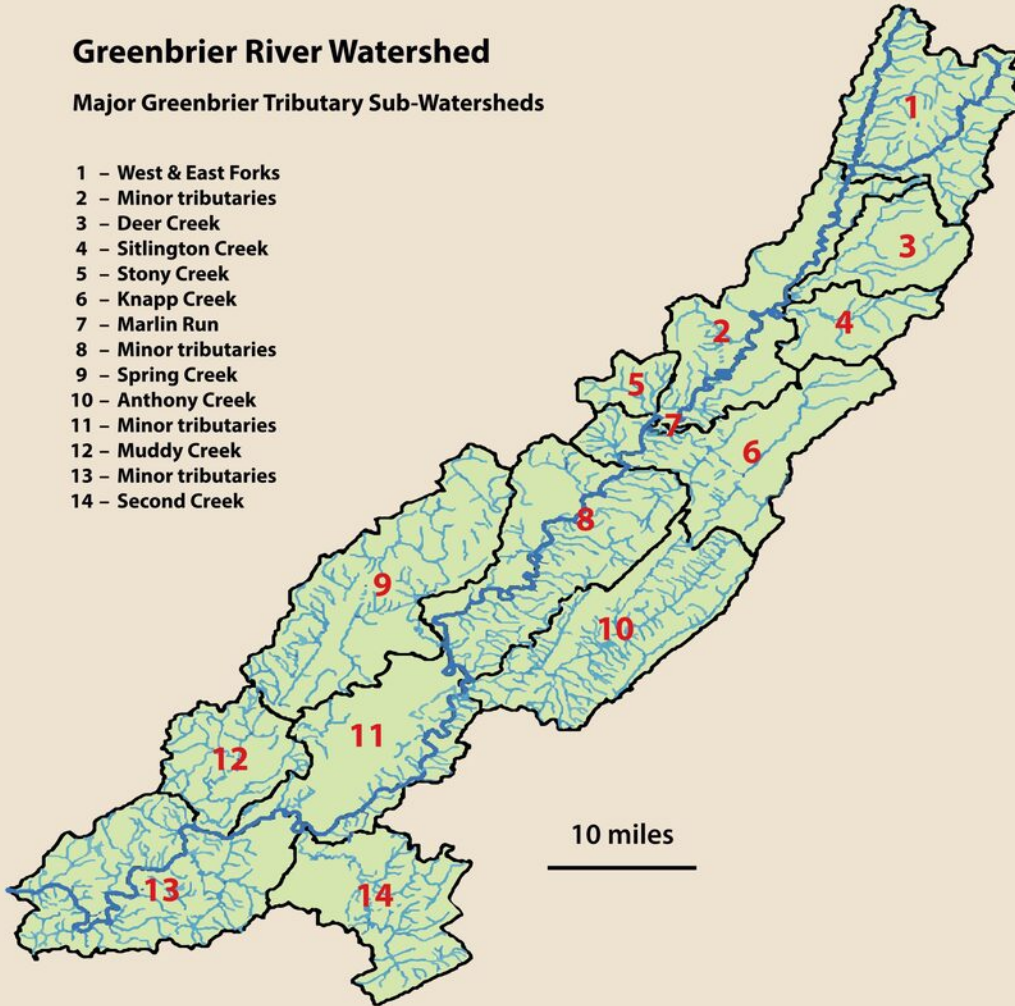 Greenbrier River Watershed
Major Greenbrier Tributary Sub-Watersheds
1 – West & East Forks
2 – Minor tributaries
3 – Deer Creek
4 – Sitlington Creek
5 – Stony Creek
6 – Knapp Creek
7 – Marlin Run
8 – Minor tributaries
9 – Spring Creek
10 – Anthony Creek
11 – Minor tributaries
12 – Muddy Creek
13 – Minor tributaries
14 – Second Creek
1
3
2
4
5
7
6
8
9
10
11
12
10 miles
13
14